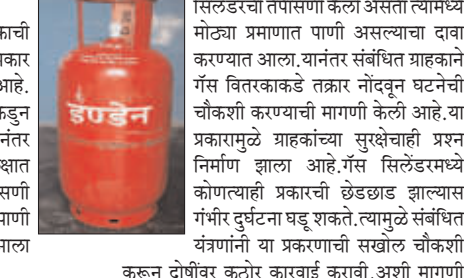 काची
कार
आहे.
कडुन
नंतर
क्षात
सणी
पाणी
माला
इण्डेन
सिलेंडरची तपासणी केली असता त्यामध्ये
मोठ्या प्रमाणात पाणी असल्याचा दावा
करण्यात आला.यानंतर संबंधित ग्राहकाने
गॅस वितरकाकडे तक्रार नोंदवून घटनेची
चौकशी करण्याची मागणी केली आहे.या
प्रकारामुळे ग्राहकांच्या सुरक्षेचाही प्रश्न
निर्माण झाला आहे.गॅस सिलेंडरमध्ये
कोणत्याही प्रकारची छेडछाड झाल्यास
गंभीर दुर्घटना घडू शकते.त्यामुळे संबंधित
यंत्रणांनी या प्रकरणाची सखोल चौकशी
करून दोषींवर कठोर कारवाई करावी,अशी मागणी